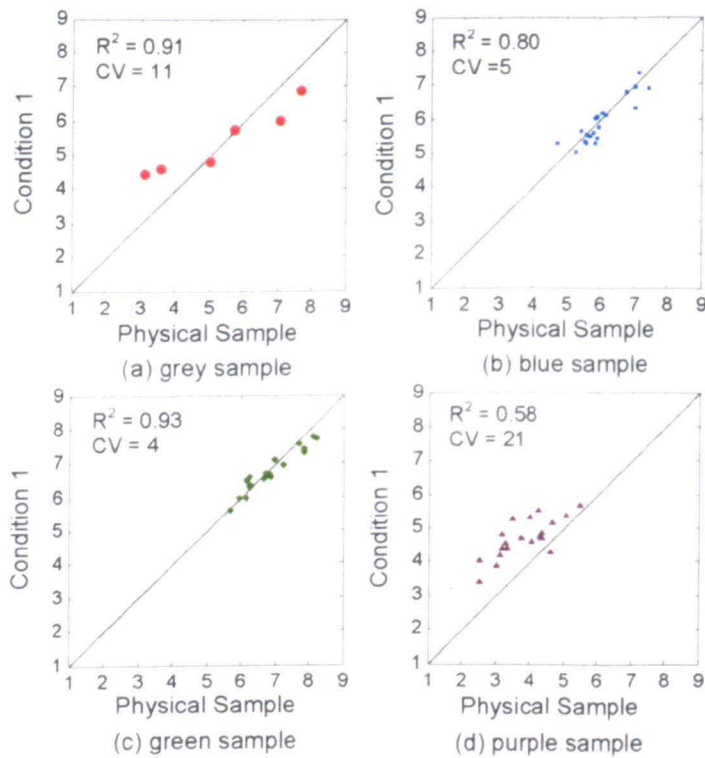 9
8
7
6
5
4
3
2
1
R² = 0.91
CV = 11
Condition 1
1 2 3 4 5 6 7 8 9
Physical Sample
(a) grey sample
9
8
7
6
5
4
3
2
1
R² = 0.80
CV =5
Condition 1
1 2 3 4 5 6 7 8 9
Physical Sample
(b) blue sample
9
8
7
6
5
4
3
2
1
R² = 0.93
CV = 4
Condition 1
1 2 3 4 5 6 7 8 9
Physical Sample
(c) green sample
9
8
7
6
5
4
3
2
1
R² = 0.58
CV = 21
Condition 1
1 2 3 4 5 6 7 8 9
Physical Sample
(d) purple sample